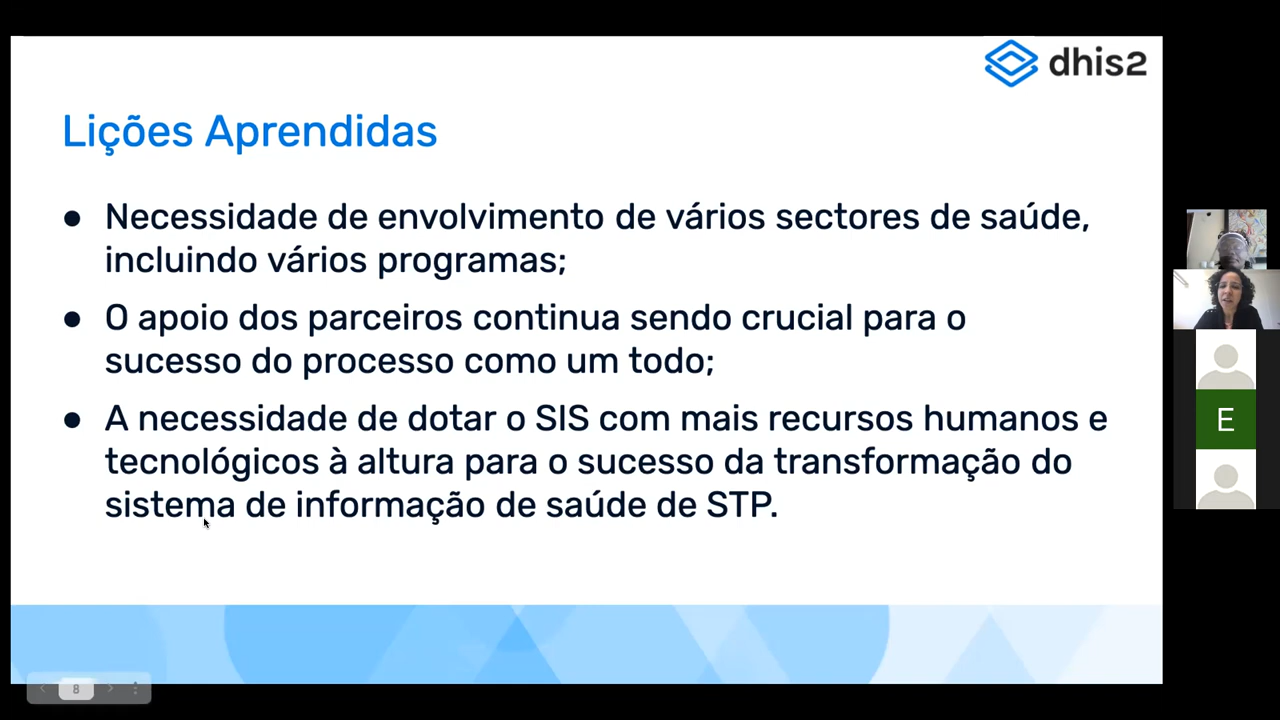 dhis2
Lições Aprendidas
● Necessidade de envolvimento de vários sectores de saúde,
incluindo vários programas;
● O apoio dos parceiros continua sendo crucial para o
sucesso do processo como um todo;
● A necessidade de dotar o SIS com mais recursos humanos e
tecnológicos à altura para o sucesso da transformação do
sistema de informação de saúde de STP.
E
8